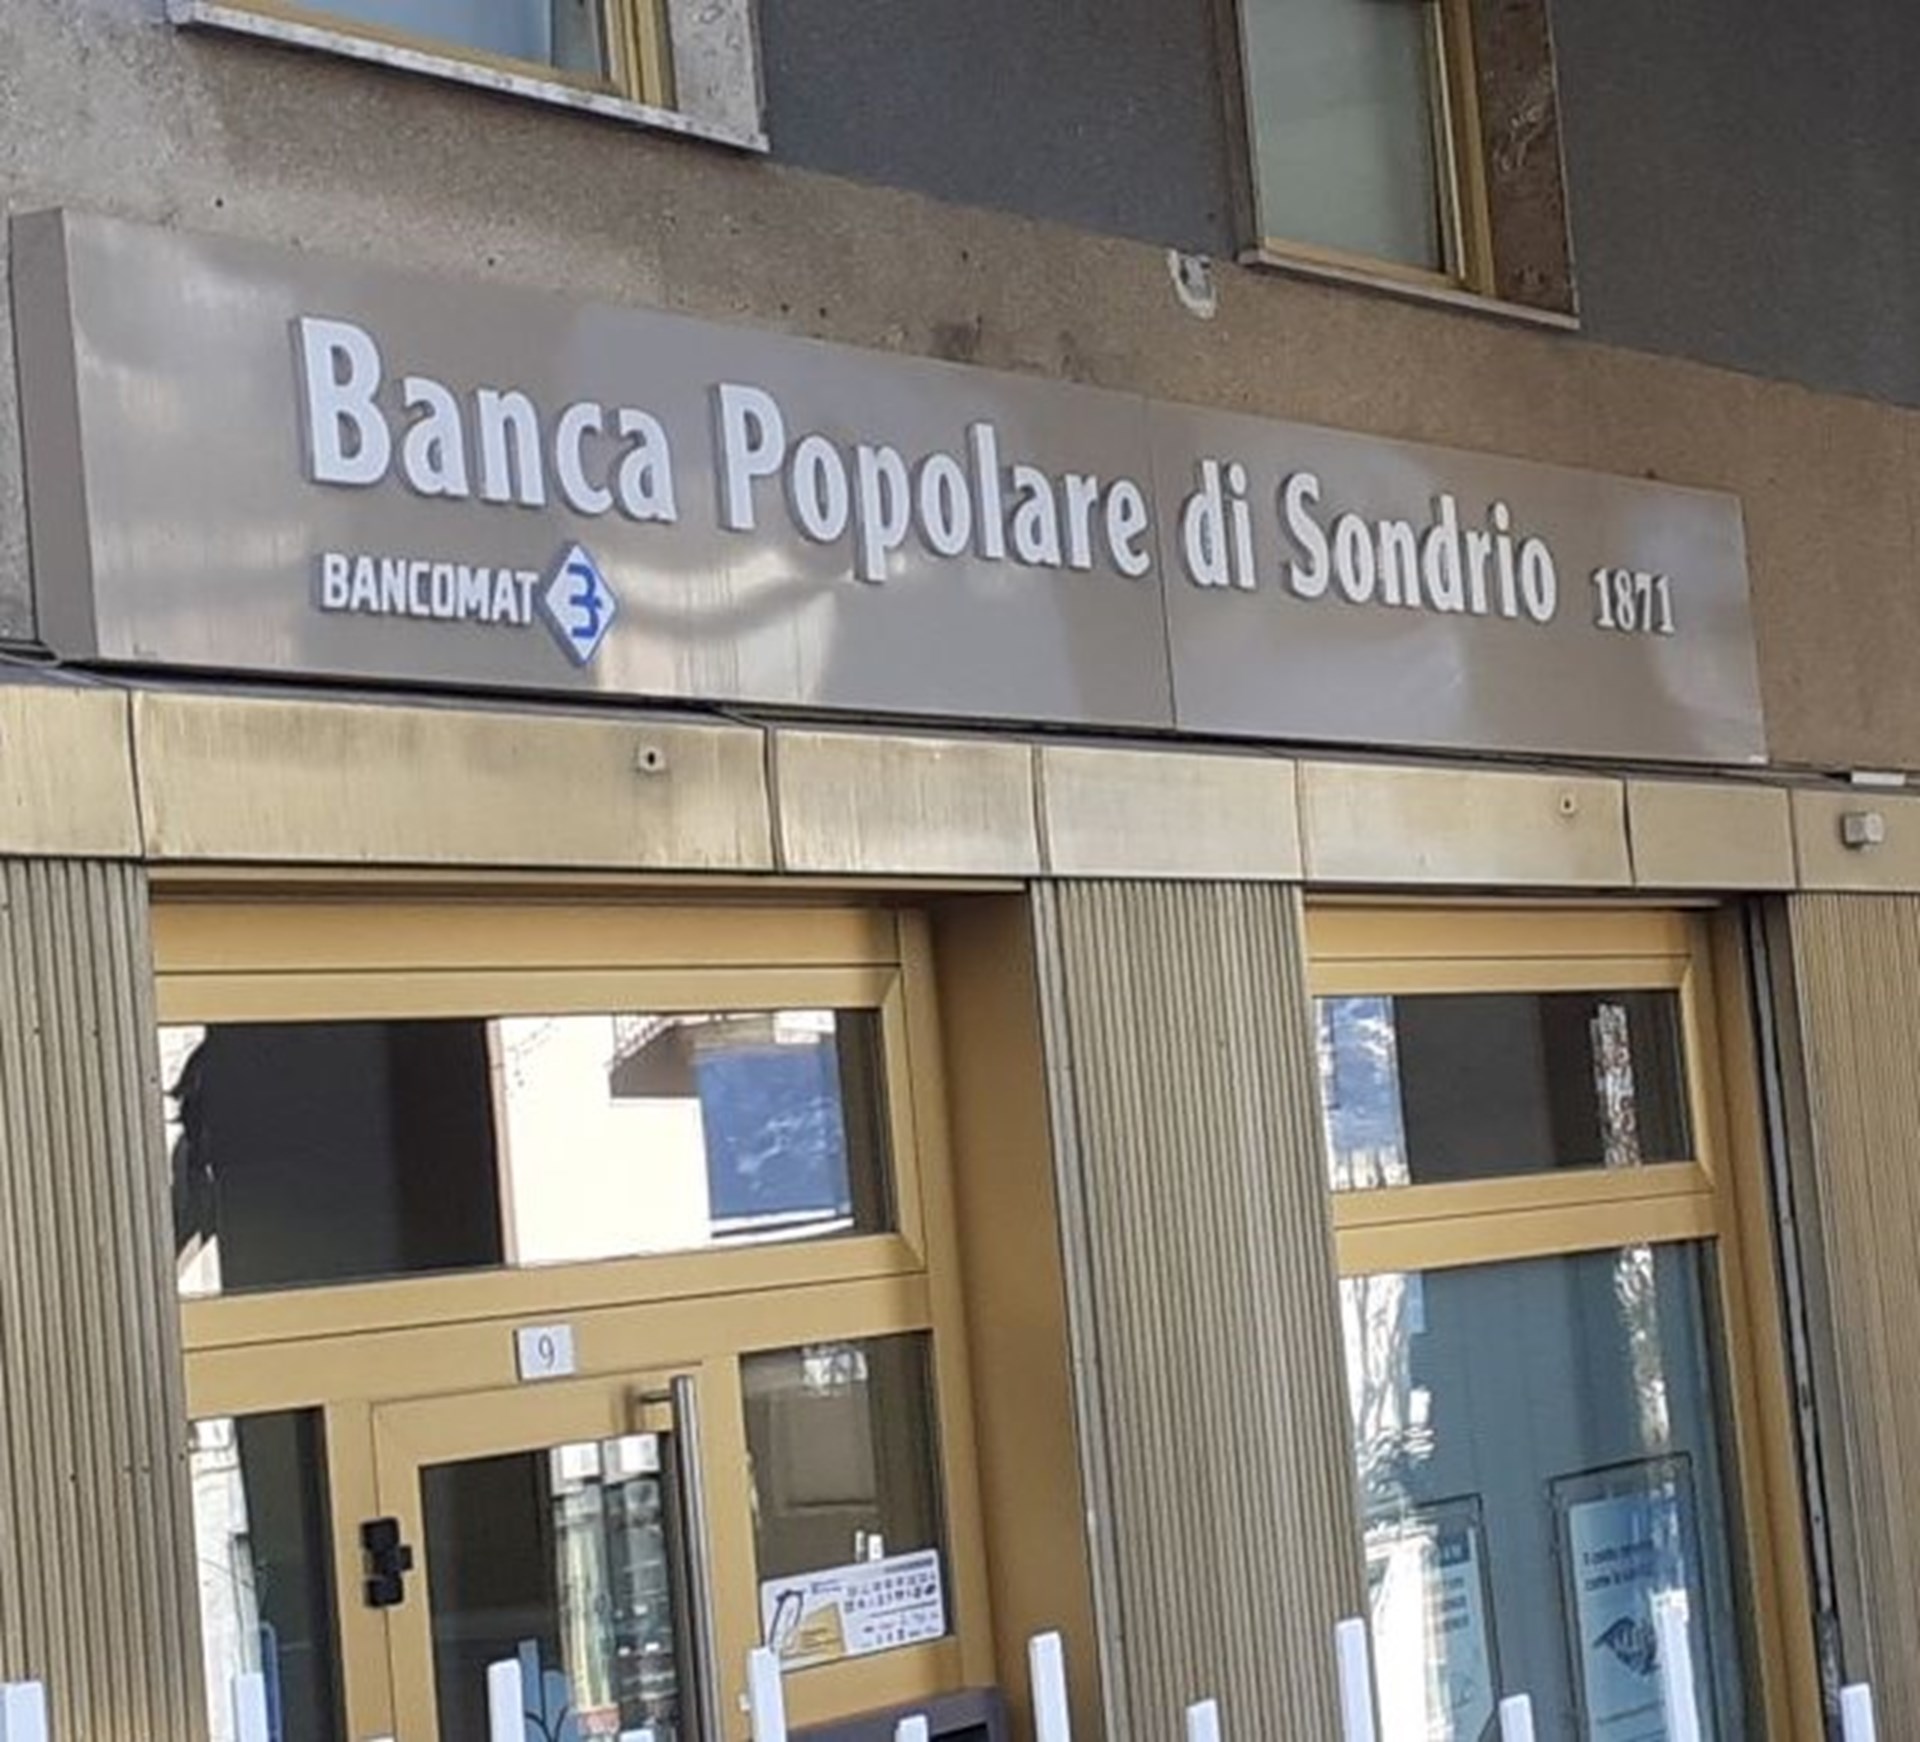 Banca Popolare di Sondrio 1871
BANCOMAT
9